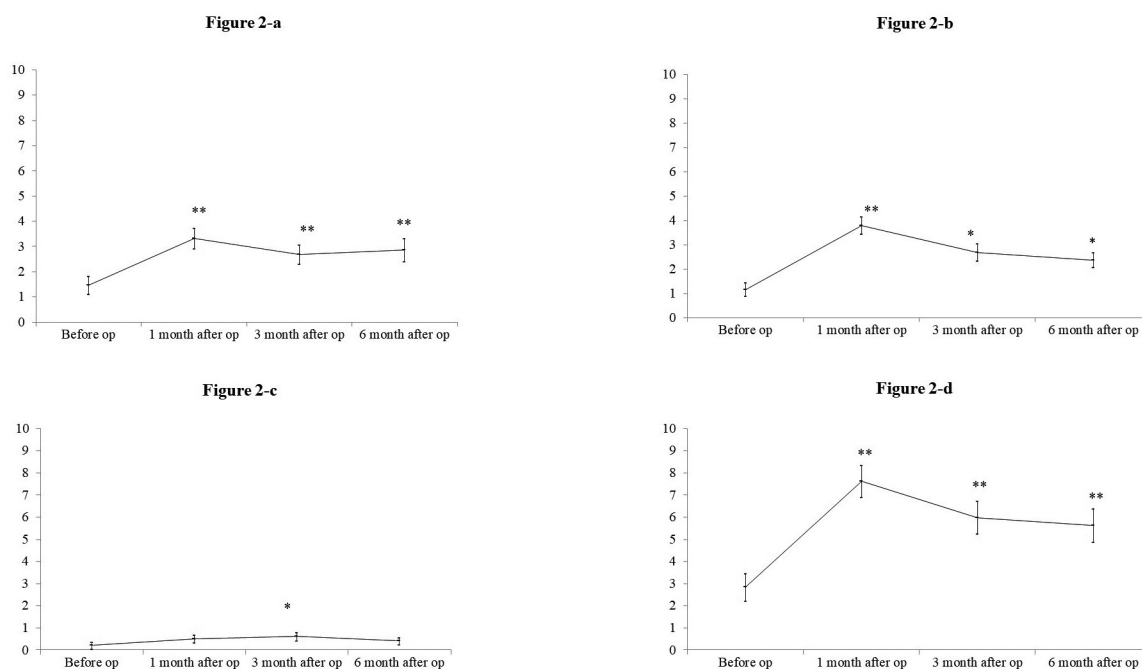 Figure 2-a
10
9
8
7
6
5
4
3
2
1
0
**
**
**
Before op
1 month after op
3 month after op
6 month after op
Figure 2-b
10
9
8
7
6
5
4
3
2
1
0
**
*
*
Before op
1 month after op
3 month after op
6 month after op
Figure 2-c
10
9
8
7
6
5
4
3
2
1
0
*
Before op
1 month after op
3 month after op
6 month after op
Figure 2-d
10
9
8
7
6
5
4
3
2
1
0
**
**
**
Before op
1 month after op
3 month after op
6 month after op